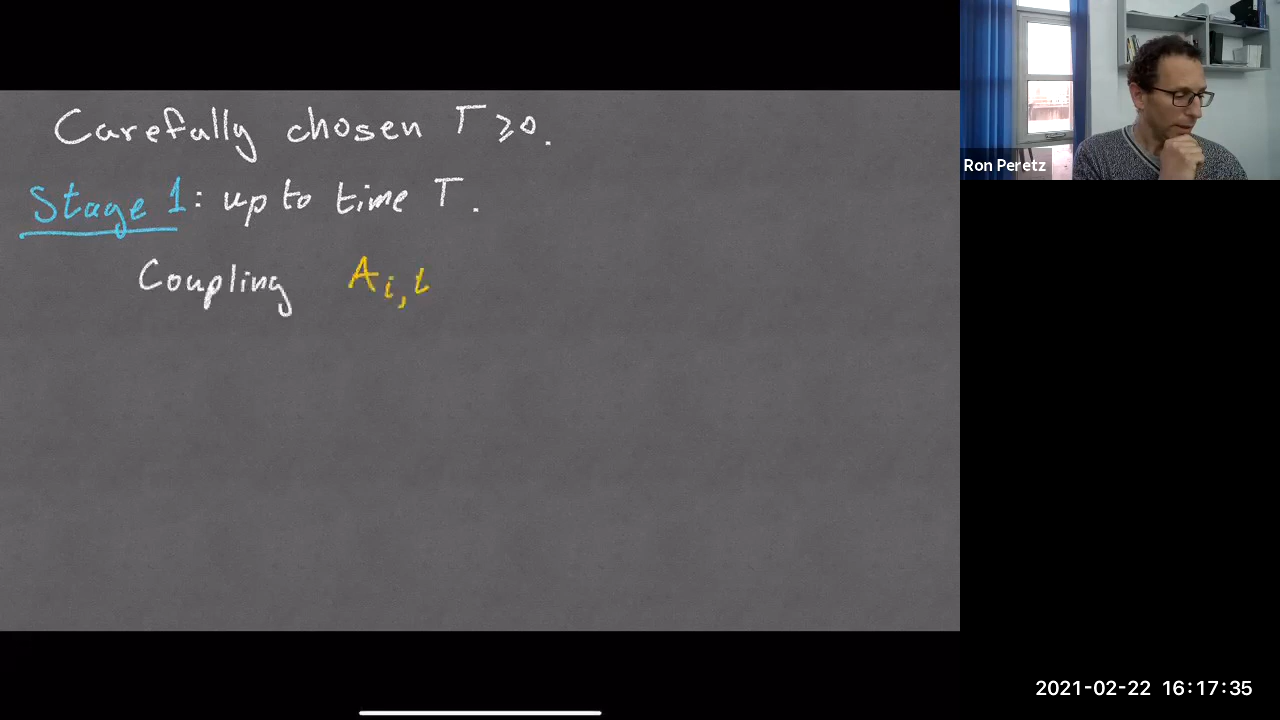 Carefully chosen T ≥ 0.
Stage 1: up to time T.
Coupling A_{i,t}
Ron Peretz
2021-02-22 16:17:35